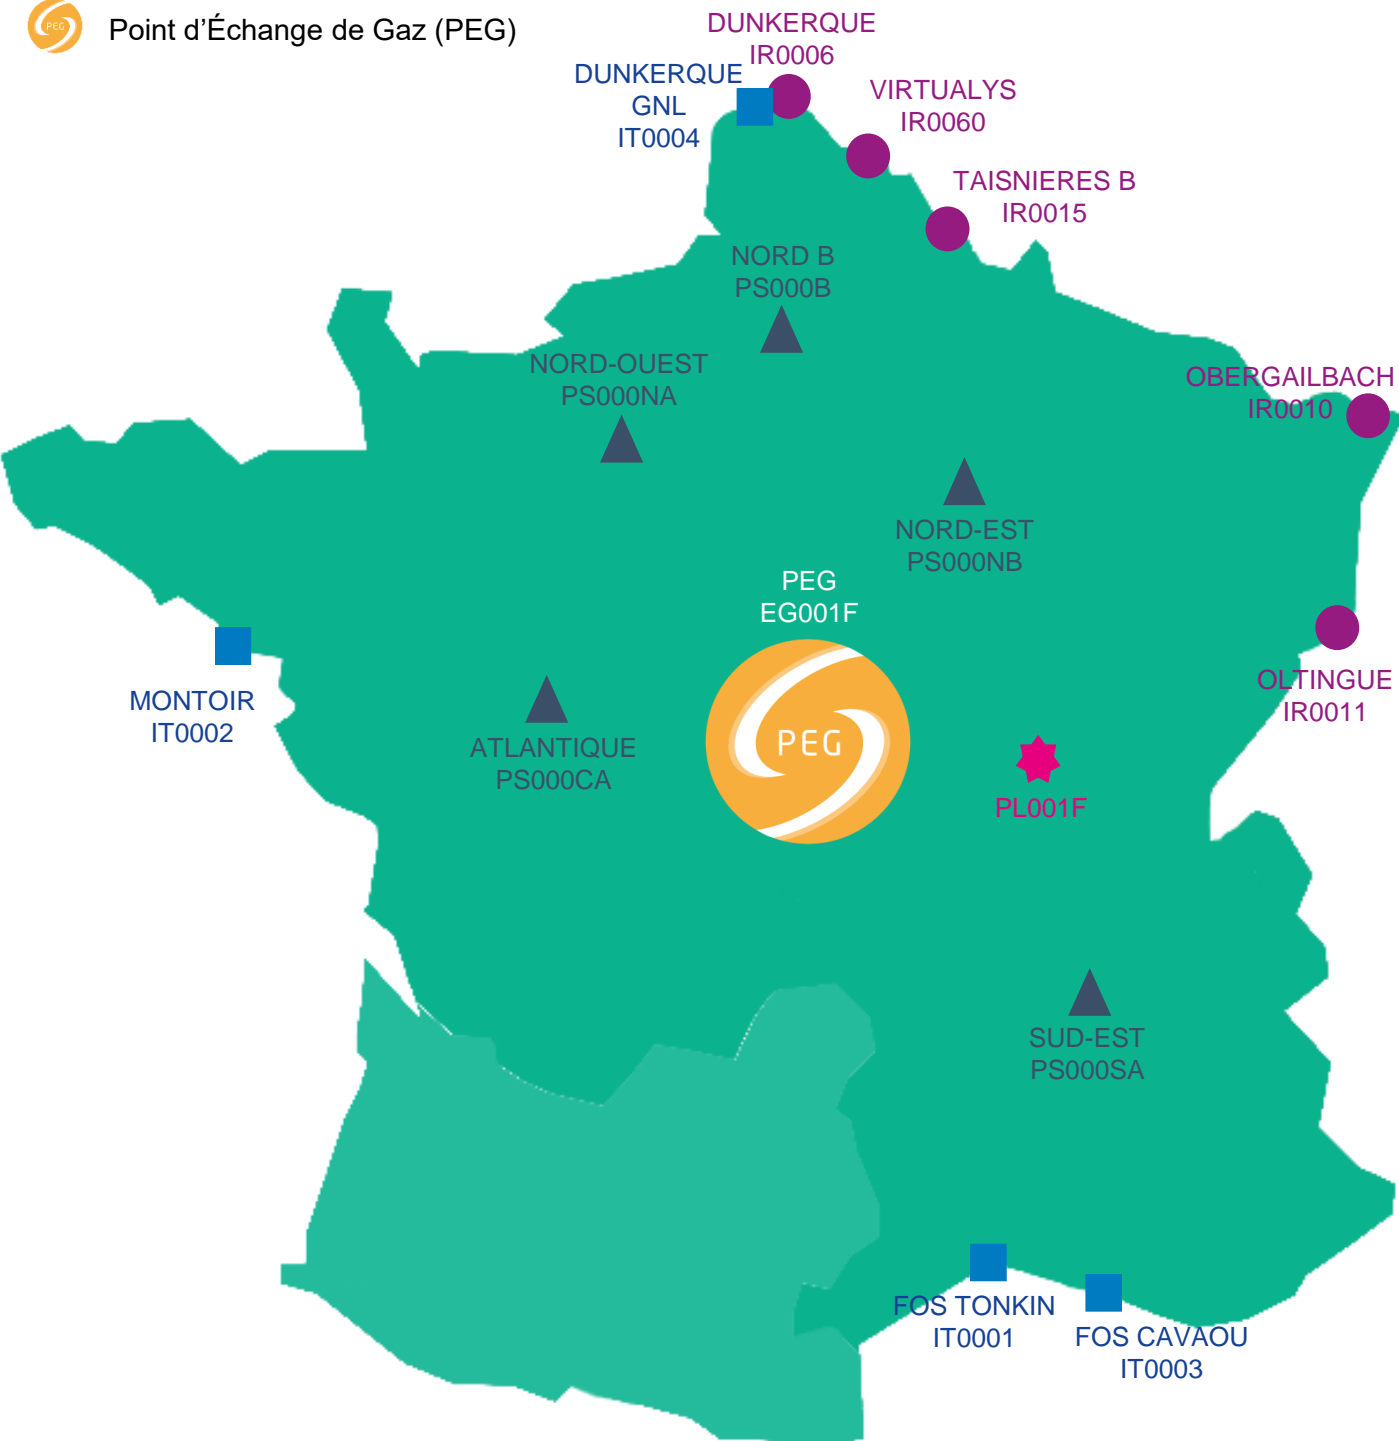 PEG
Point d’Échange de Gaz (PEG)
DUNKERQUE
IR0006
DUNKERQUE
GNL
IT0004
VIRTUALYS
IR0060
TAISNIERES B
IR0015
NORD B
PS000B
NORD-OUEST
PS000NA
OBERGAILBACH
IR0010
NORD-EST
PS000NB
PEG
EG001F
PEG
MONTOIR
IT0002
ATLANTIQUE
PS000CA
OLTINGUE
IR0011
PL001F
SUD-EST
PS000SA
FOS TONKIN
IT0001
FOS CAVAOU
IT0003